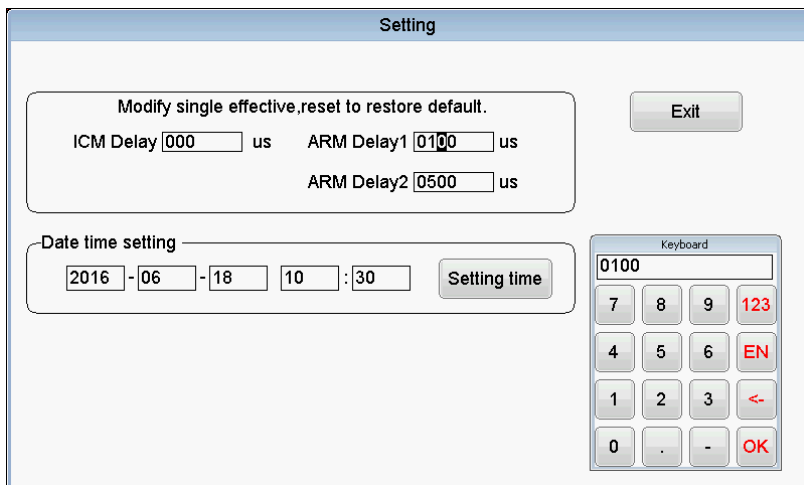 Setting
Modify single effective,reset to restore default.
ICM Delay 000 us ARM Delay1 0100 us
ARM Delay2 0500 us
Exit
Date time setting
2016 - 06 - 18 10 : 30 Setting time
Keyboard
0100
7 8 9 123
4 5 6 EN
1 2 3 <-
0 . - OK